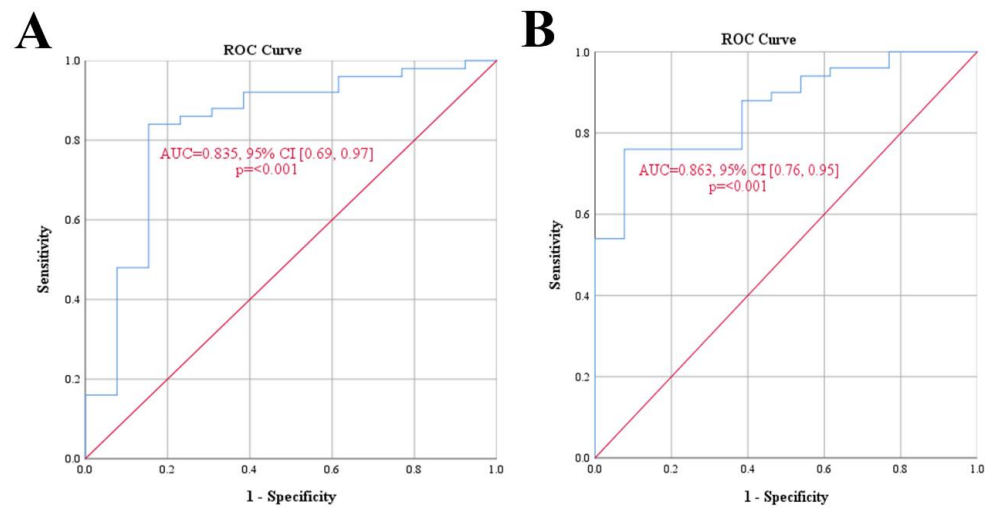 A
ROC Curve
1.0
0.8
0.6
0.4
0.2
0.0
Sensitivity
AUC=0.835, 95% CI [0.69, 0.97]
p=<0.001
0.0 0.2 0.4 0.6 0.8 1.0
1 - Specificity
B
ROC Curve
1.0
0.8
0.6
0.4
0.2
0.0
Sensitivity
AUC=0.863, 95% CI [0.76, 0.95]
p=<0.001
0.0 0.2 0.4 0.6 0.8 1.0
1 - Specificity